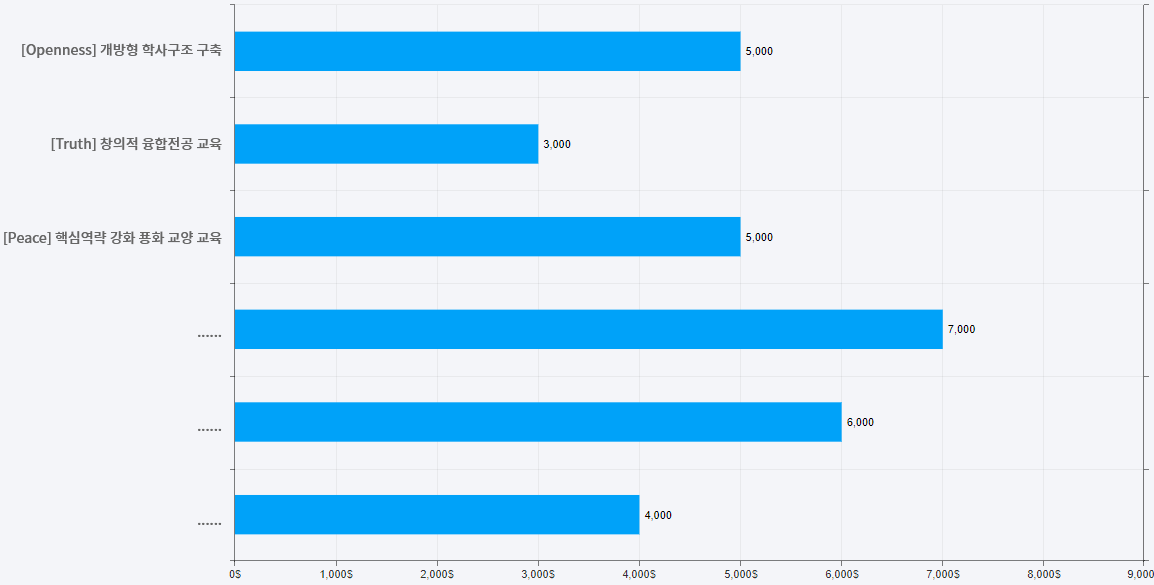 [Openness] 개방형 학사구조 구축
5,000
[Truth] 창의적 융합전공 교육
3,000
[Peace] 핵심역략 강화 푱화 교양 교육
5,000
......
7,000
......
6,000
......
4,000
0$ 1,000$ 2,000$ 3,000$ 4,000$ 5,000$ 6,000$ 7,000$ 8,000$ 9,000